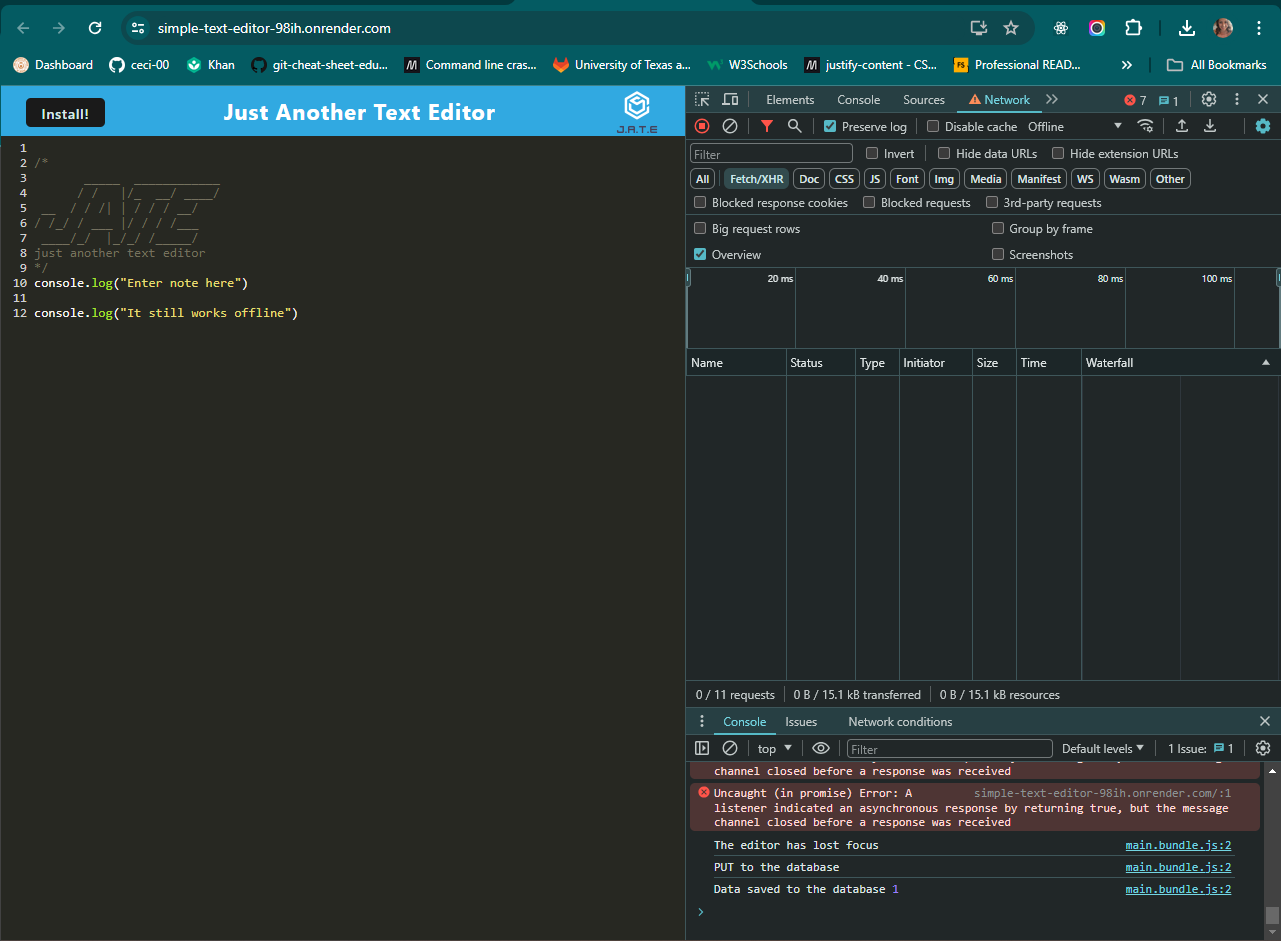 simple-text-editor-98ih.onrender.com
Dashboard ceci-00 Khan git-cheat-sheet-edu... Command line cras... University of Texas a... W3Schools justify-content - CS... Professional READ... » All Bookmarks
Install! Just Another Text Editor J.A.T.E
1
2 /*
3 _____ ____________
4 / / |/_ __/ ____/
5 __ / / /| | / / / __/
6 / /_/ / ___ |/ / / /___
7 ____/_/ |_/_/ /_____/
8 just another text editor
9 */
10 console.log("Enter note here")
11
12 console.log("It still works offline")
Elements Console Sources Network 7 1
Preserve log Disable cache Offline
Filter Invert Hide data URLs Hide extension URLs
All Fetch/XHR Doc CSS JS Font Img Media Manifest WS Wasm Other
Blocked response cookies Blocked requests 3rd-party requests
Big request rows Group by frame
Overview Screenshots
20 ms 40 ms 60 ms 80 ms 100 ms
Name Status Type Initiator Size Time Waterfall
0 / 11 requests 0 B / 15.1 kB transferred 0 B / 15.1 kB resources
Console Issues Network conditions
top Filter Default levels 1 Issue: 1
channel closed before a response was received
Uncaught (in promise) Error: A simple-text-editor-98ih.onrender.com/:1
listener indicated an asynchronous response by returning true, but the message
channel closed before a response was received
The editor has lost focus main.bundle.js:2
PUT to the database main.bundle.js:2
Data saved to the database 1 main.bundle.js:2